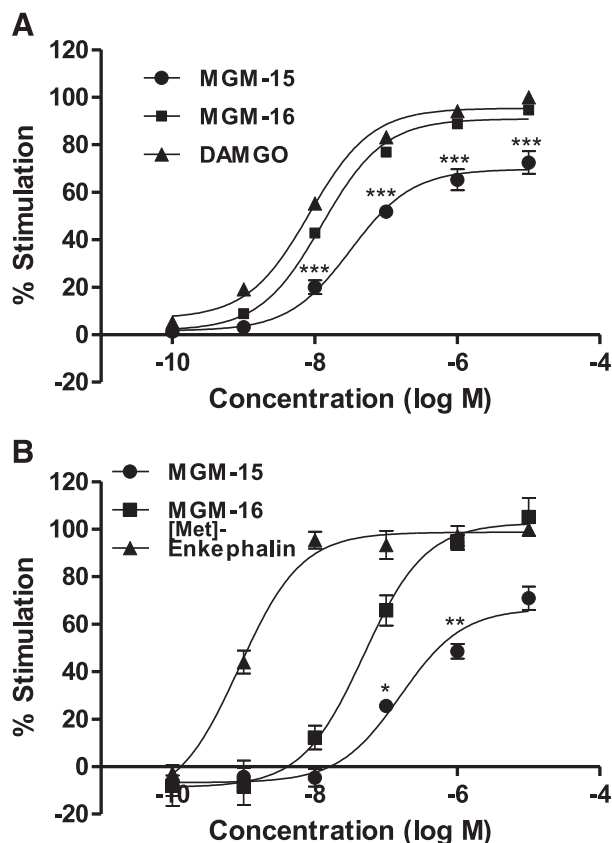 A
120
100
80
60
40
20
0
-20
% Stimulation
MGM-15
MGM-16
DAMGO
***
***
***
***
-10
-8
-6
-4
Concentration (log M)
B
120
100
80
60
40
20
0
-20
% Stimulation
MGM-15
MGM-16
[Met]-
Enkephalin
*
**
-10
-8
-6
-4
Concentration (log M)